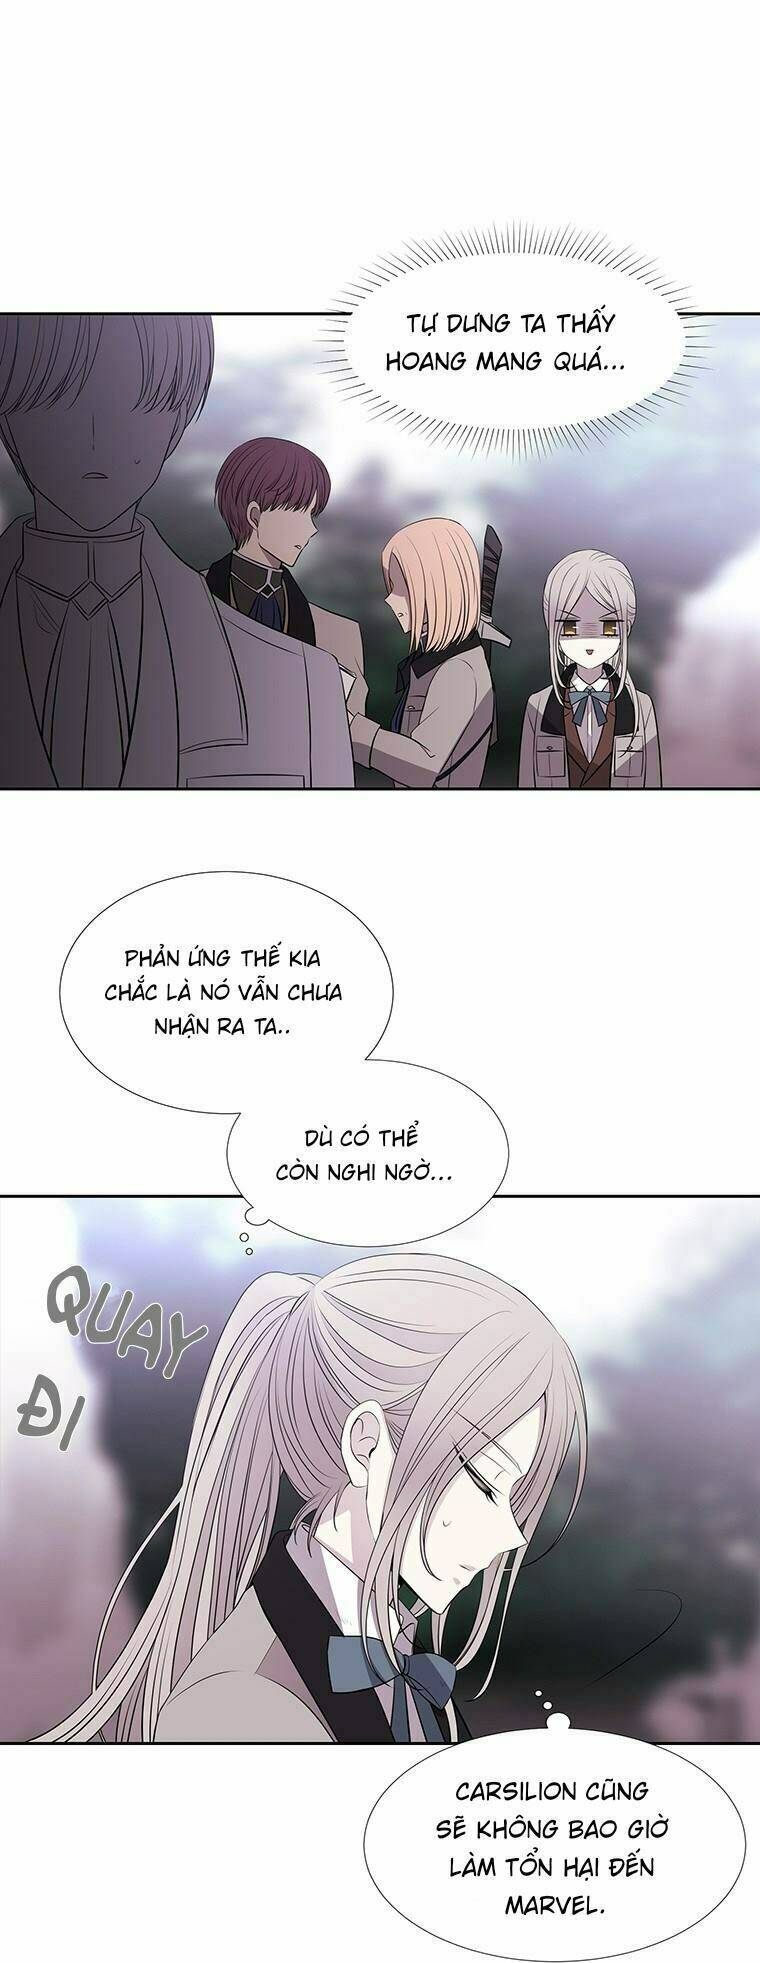 TỰ DƯNG TA THẤY
HOANG MANG QUÁ...
PHẢN ỨNG THẾ KIA
CHẮC LÀ NÓ VẪN CHƯA
NHẬN RA TA..
DÙ CÓ THỂ
CÒN NGHI NGỜ...
QUAY
ĐI
CARSILION CŨNG
SẼ KHÔNG BAO GIỜ
LÀM TỔN HẠI ĐẾN
MARVEL.